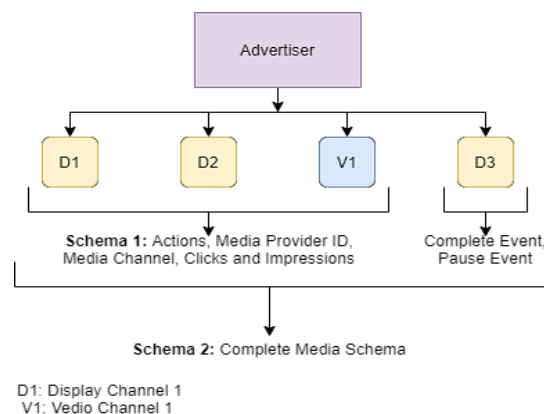 Advertiser
D1
D2
V1
D3
Schema 1: Actions, Media Provider ID,
Media Channel, Clicks and Impressions
Complete Event,
Pause Event
Schema 2: Complete Media Schema
D1: Display Channel 1
V1: Vedio Channel 1